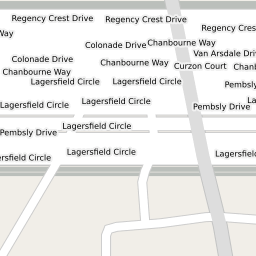 Regency Crest Drive
Regency Crest Drive
Regency Cres
Way
Colonade Drive
Chanbourne Way
Van Arsdale Driv
Colonade Drive
Chanbourne Way
Curzon Court
Chanb
Chanbourne Way
Lagersfield Circle
Lagersfield Circle
Pembsly
Lagersfield Circle
Lagersfield Circle
Pembsly Drive
La
Pembsly Drive
Lagersfield Circle
ersfield Circle
Lagersfield Circle
Lagersfield